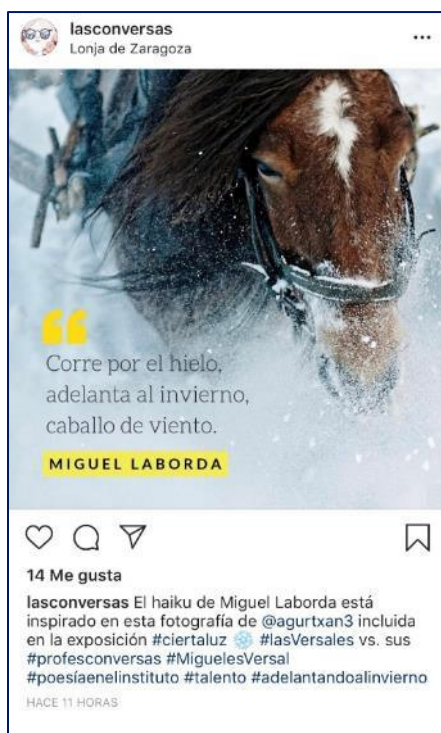 lasconversas
Lonja de Zaragoza
Corre por el hielo,
adelanta al invierno,
caballo de viento.
MIGUEL LABORDA
14 Me gusta
lasconversas El haiku de Miguel Laborda está
inspirado en esta fotografía de @agurtxan3 incluida
en la exposición #ciertaluz ❄️ #lasVersales vs. sus
#profesconversas #MiguelesVersal
#poesíaenelinstituto #talento #adelantandoalinvierno
HACE 11 HORAS